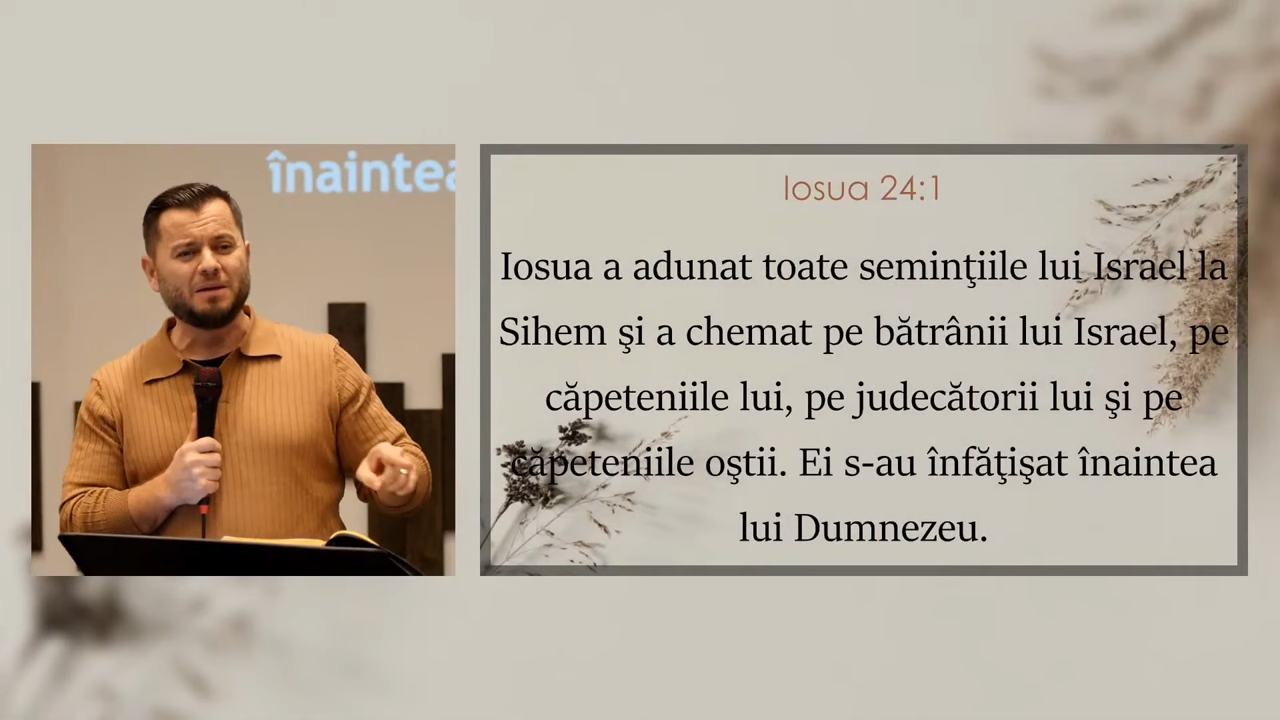 înaintea
Iosua 24:1
Iosua a adunat toate seminţiile lui Israel la
Sihem şi a chemat pe bătrânii lui Israel, pe
căpeteniile lui, pe judecătorii lui şi pe
căpeteniile oştii. Ei s-au înfăţişat înaintea
lui Dumnezeu.